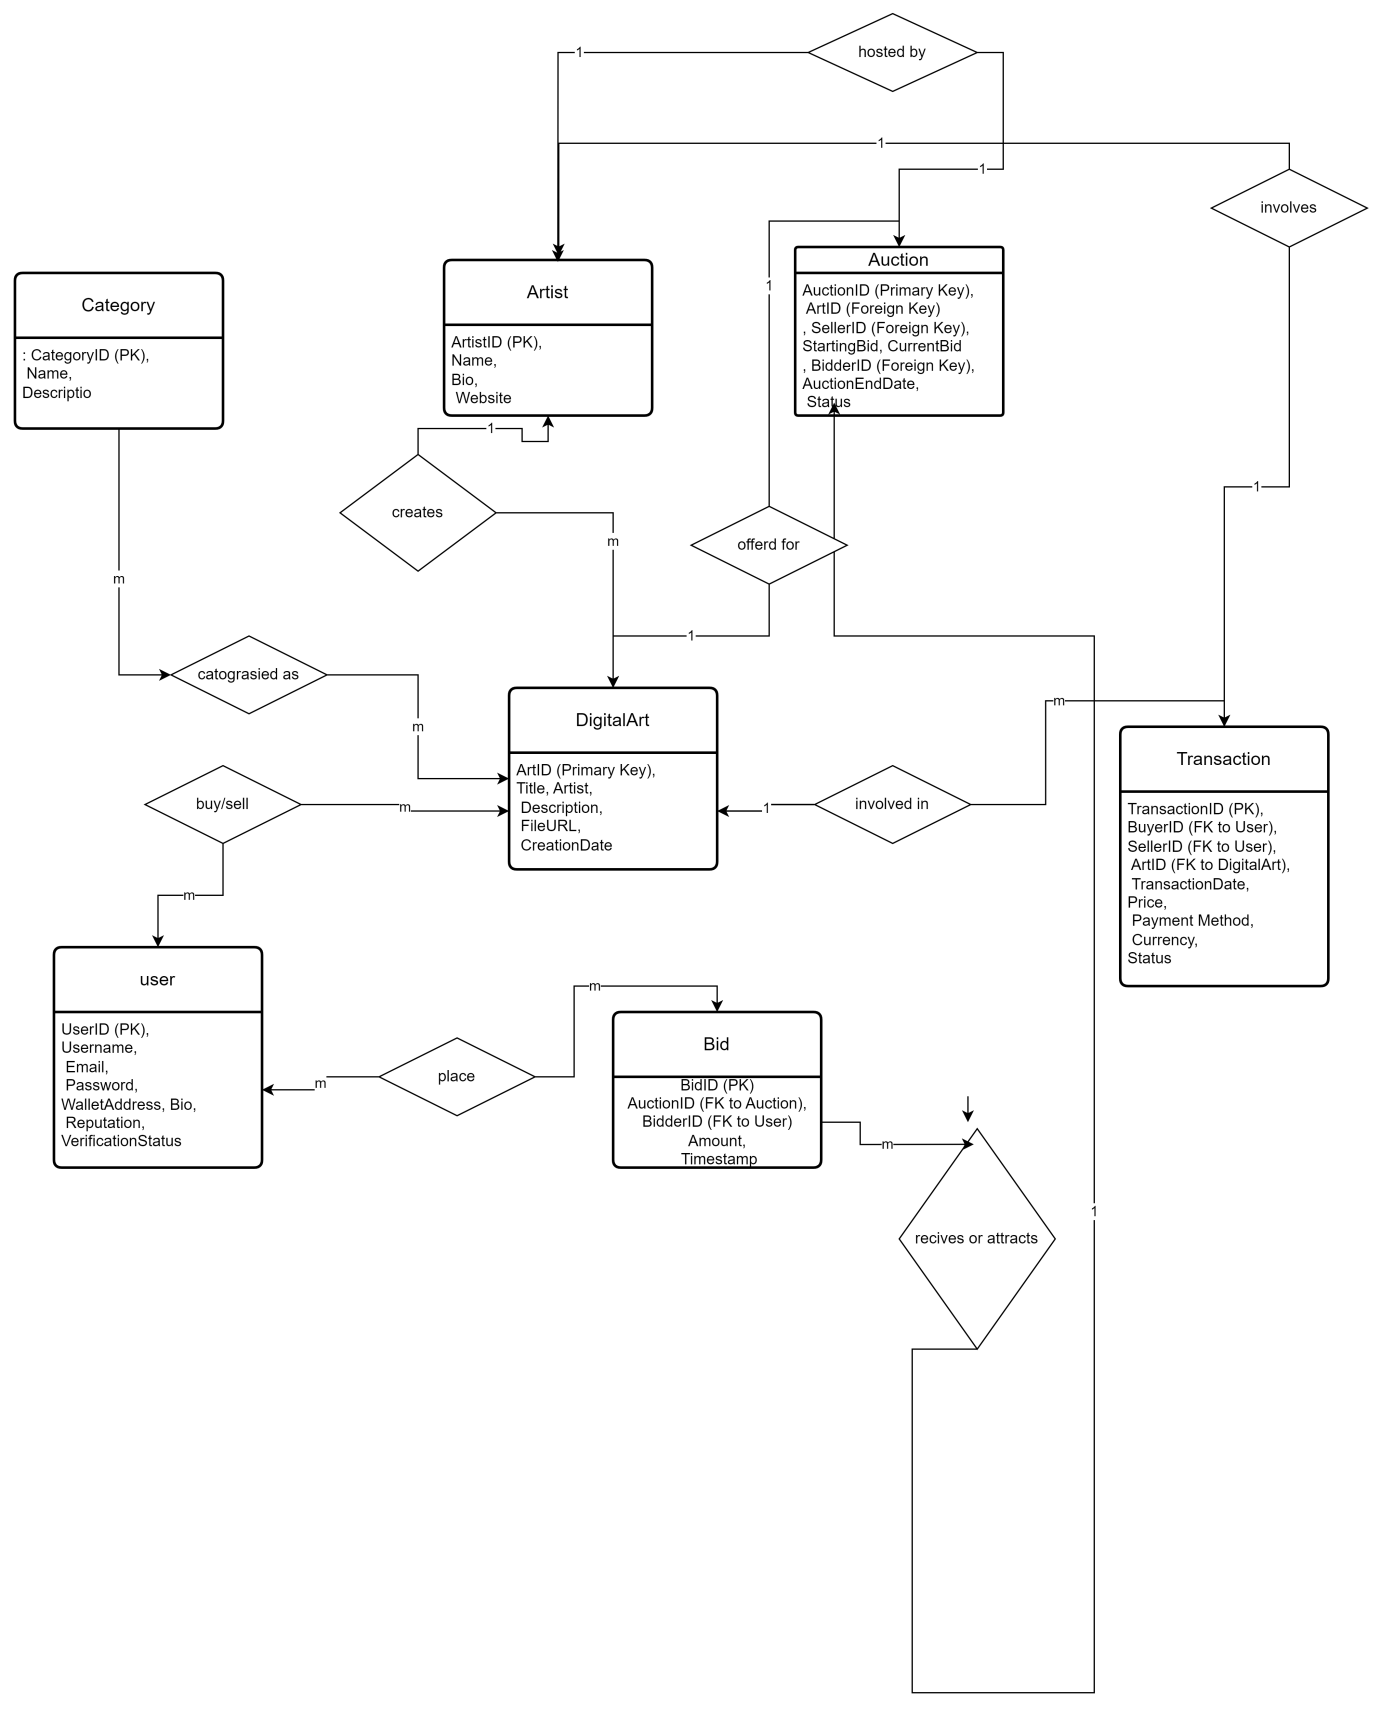 hosted by
1
1
1
involves
Auction
AuctionID (Primary Key),
ArtID (Foreign Key)
, SellerID (Foreign Key),
StartingBid, CurrentBid
, BidderID (Foreign Key),
AuctionEndDate,
Status
Artist
ArtistID (PK),
Name,
Bio,
Website
Category
: CategoryID (PK),
Name,
Descriptio
1
1
1
creates
m
offerd for
m
1
catograsied as
m
m
DigitalArt
ArtID (Primary Key),
Title, Artist,
Description,
FileURL,
CreationDate
buy/sell
m
1
involved in
Transaction
TransactionID (PK),
BuyerID (FK to User),
SellerID (FK to User),
ArtID (FK to DigitalArt),
TransactionDate,
Price,
Payment Method,
Currency,
Status
m
user
UserID (PK),
Username,
Email,
Password,
WalletAddress, Bio,
Reputation,
VerificationStatus
m
place
m
Bid
BidID (PK)
AuctionID (FK to Auction),
BidderID (FK to User)
Amount,
Timestamp
m
1
recives or attracts